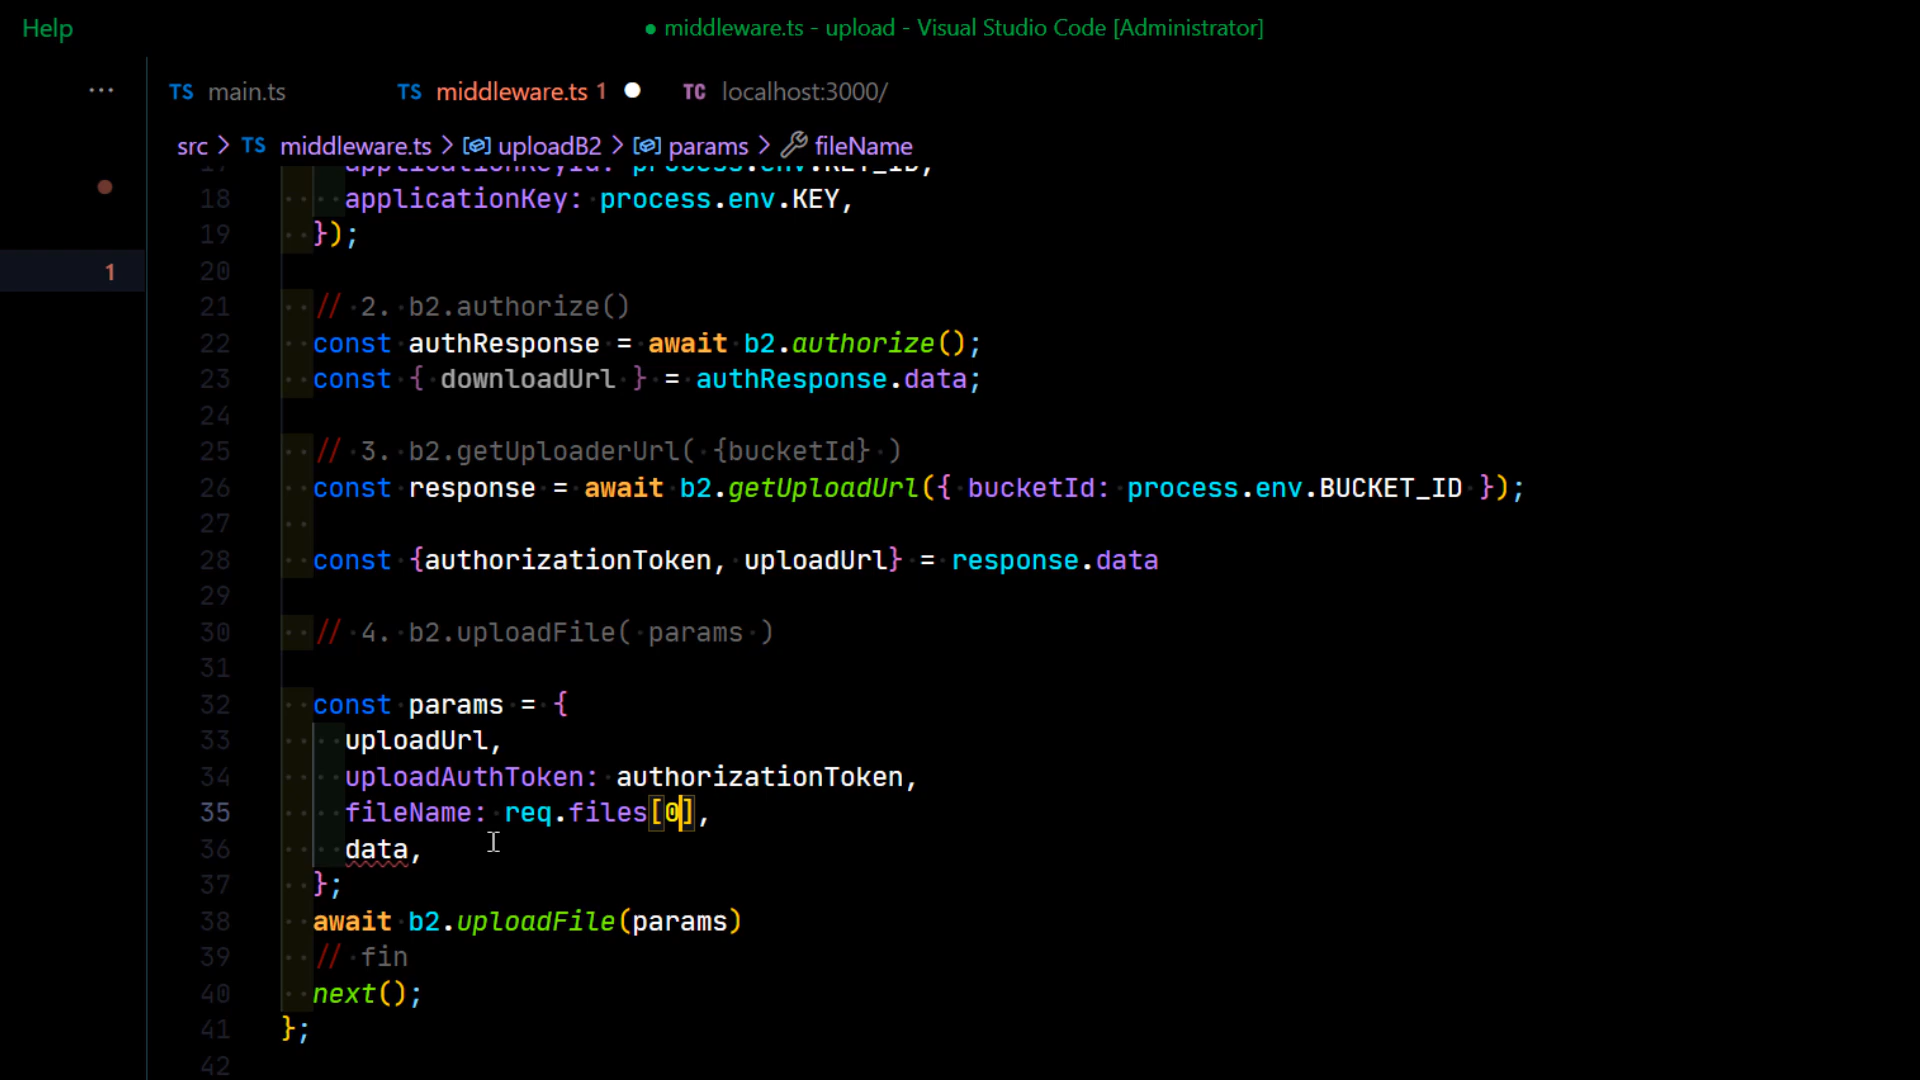 Help
● middleware.ts - upload - Visual Studio Code [Administrator]
··· TS main.ts TS middleware.ts 1 ● TC localhost:3000/
src > TS middleware.ts > uploadB2 > params > fileName
17 applicationKeyId: process.env.KEY_ID,
18 applicationKey: process.env.KEY,
19 });
1 20
21 // 2. b2.authorize()
22 const authResponse = await b2.authorize();
23 const { downloadUrl } = authResponse.data;
24
25 // 3. b2.getUploaderUrl( {bucketId} )
26 const response = await b2.getUploadUrl({ bucketId: process.env.BUCKET_ID });
27
28 const {authorizationToken, uploadUrl} = response.data
29
30 // 4. b2.uploadFile( params )
31
32 const params = {
33 uploadUrl,
34 uploadAuthToken: authorizationToken,
35 fileName: req.files[0],
36 data,
37 };
38 await b2.uploadFile(params)
39 // fin
40 next();
41 };
42